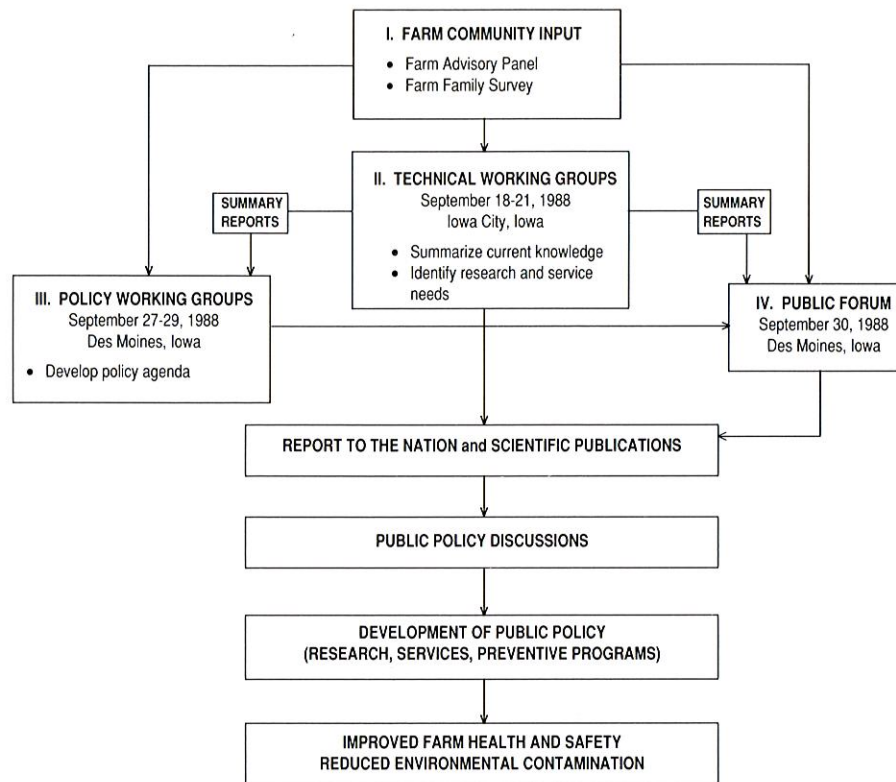 I. FARM COMMUNITY INPUT
• Farm Advisory Panel
• Farm Family Survey
II. TECHNICAL WORKING GROUPS
September 18-21, 1988
Iowa City, Iowa
• Summarize current knowledge
• Identify research and service
needs
SUMMARY
REPORTS
SUMMARY
REPORTS
III. POLICY WORKING GROUPS
September 27-29, 1988
Des Moines, Iowa
• Develop policy agenda
IV. PUBLIC FORUM
September 30, 1988
Des Moines, Iowa
REPORT TO THE NATION and SCIENTIFIC PUBLICATIONS
PUBLIC POLICY DISCUSSIONS
DEVELOPMENT OF PUBLIC POLICY
(RESEARCH, SERVICES, PREVENTIVE PROGRAMS)
IMPROVED FARM HEALTH AND SAFETY
REDUCED ENVIRONMENTAL CONTAMINATION